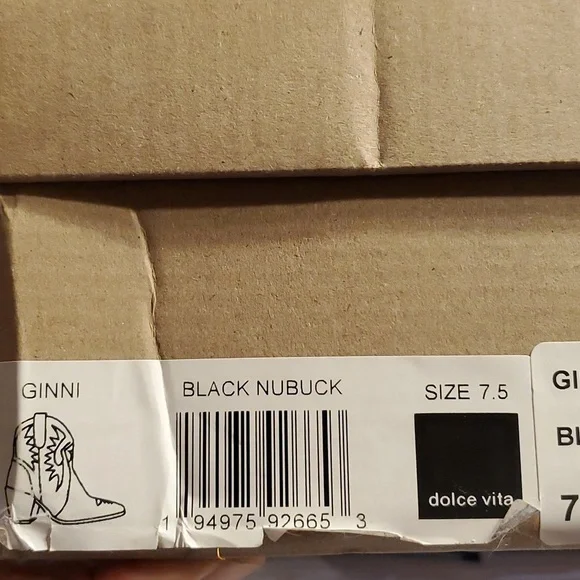 GINNI
BLACK NUBUCK
SIZE 7.5
dolce vita
1 94975 92665 3
GI
BL
7